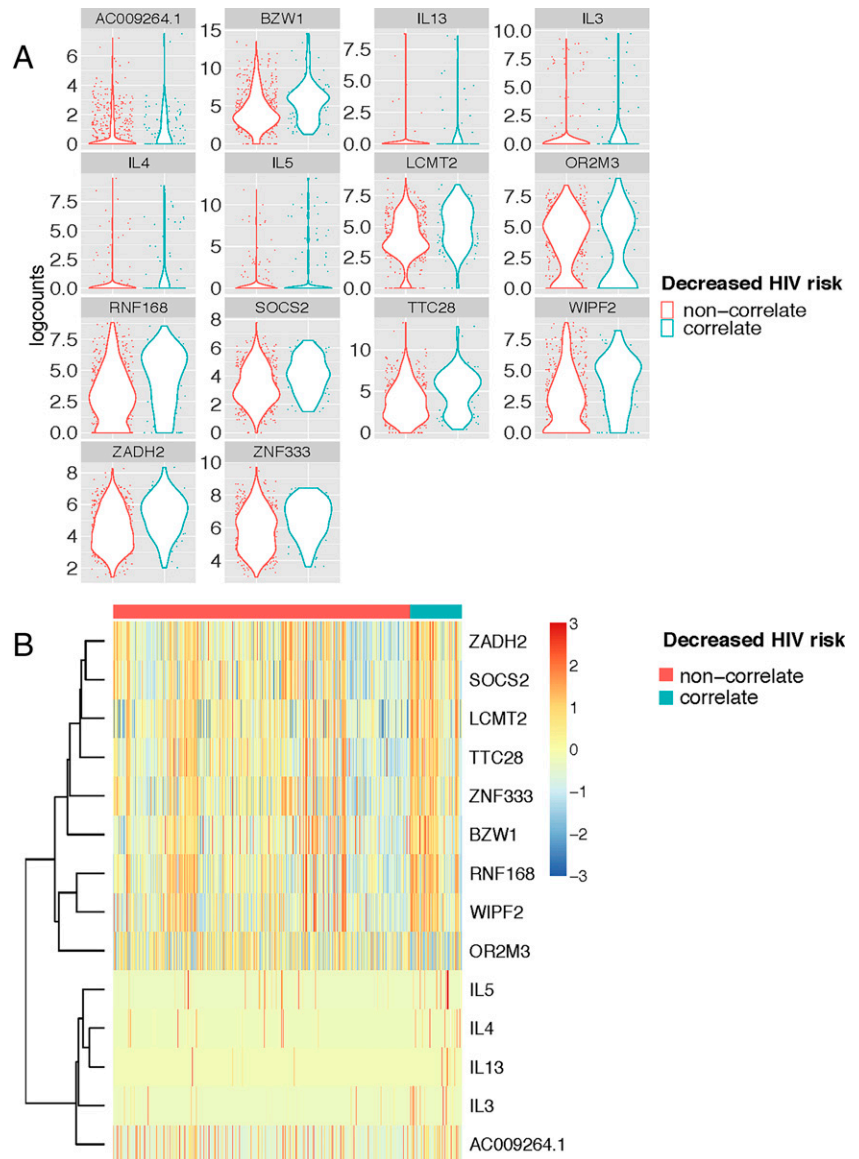 A
AC009264.1 BZW1 IL13 IL3
6 4 2 0
15 10 5 0
7.5 5.0 2.5 0.0
10.0 7.5 5.0 2.5 0.0
IL4 IL5 LCMT2 OR2M3
7.5 5.0 2.5 0.0
10 5 0
7.5 5.0 2.5 0.0
7.5 5.0 2.5 0.0
logcounts
RNF168 SOCS2 TTC28 WIPF2
7.5 5.0 2.5 0.0
8 6 4 2 0
10 5 0
7.5 5.0 2.5 0.0
ZADH2 ZNF333
8 6 4 2
10 8 6 4
Decreased HIV risk
non-correlate
correlate
B
ZADH2
SOCS2
LCMT2
TTC28
ZNF333
BZW1
RNF168
WIPF2
OR2M3
IL5
IL4
IL13
IL3
AC009264.1
3
2
1
0
-1
-2
-3
Decreased HIV risk
non-correlate
correlate